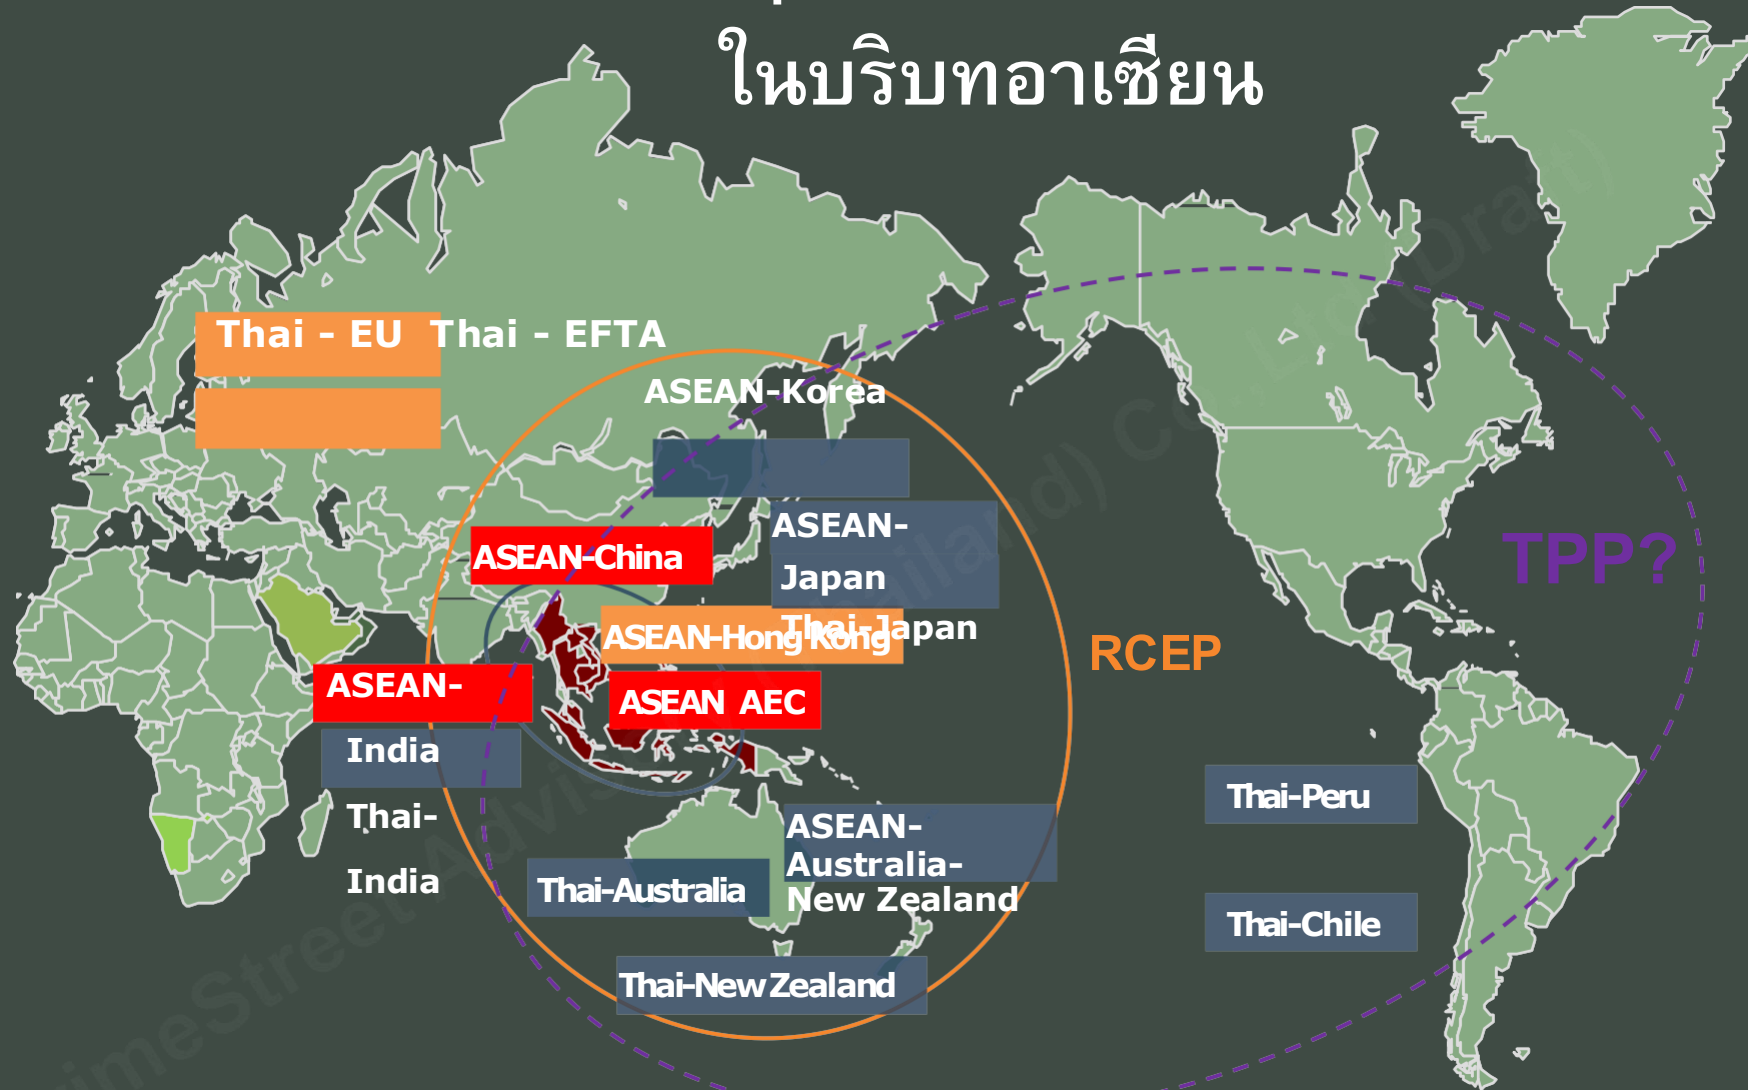 ในบริบทอาเซียน
Thai - EU Thai - EFTA
ASEAN-Korea
ASEAN-China
ASEAN-
Japan
Thai-Japan
ASEAN-Hong Kong
RCEP
TPP?
ASEAN-
India
Thai-
India
ASEAN AEC
Thai-Australia
ASEAN-
Australia-
New Zealand
Thai-New Zealand
Thai-Peru
Thai-Chile